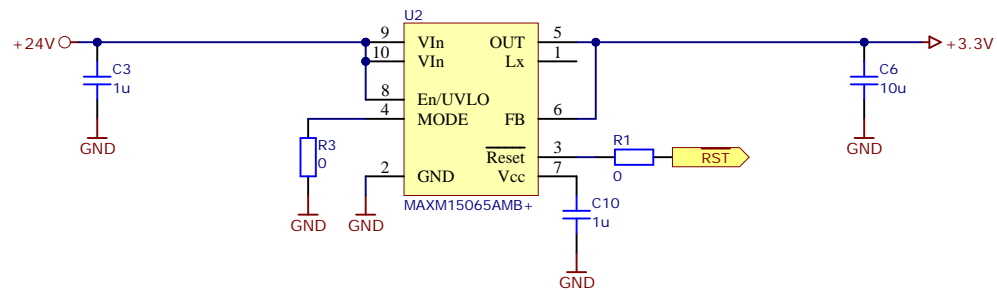 U2
+24V
9
VIn
OUT
5
+3.3V
10
VIn
Lx
1
C3
1u
C6
10u
8
En/UVLO
4
MODE
FB
6
R3
0
Reset
3
R1
0
RST
2
GND
Vcc
7
MAXM15065AMB+
C10
1u
GND
GND
GND
GND
GND